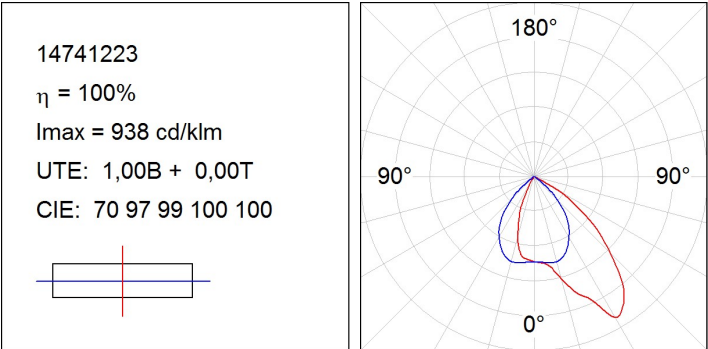 14741223
η = 100%
Imax = 938 cd/klm
UTE: 1,00B + 0,00T
CIE: 70 97 99 100 100
180°
90° 90°
0°